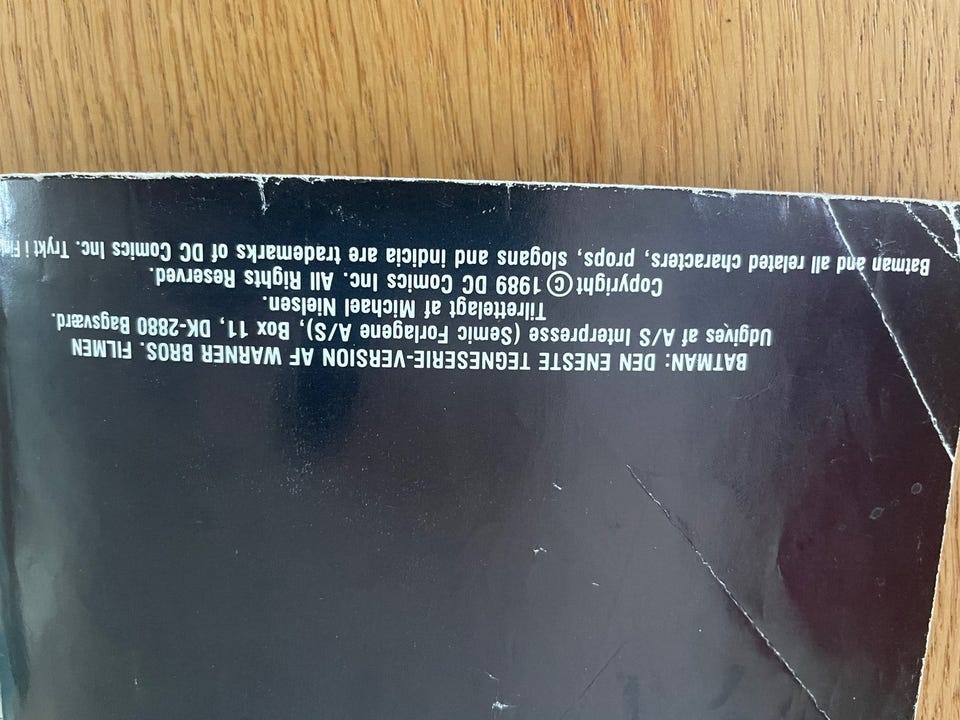 BATMAN: DEN ENESTE TEGNESERIE-VERSION AF WARNER BROS. FILMEN
Udgives af A/S Interpresse (Semic Forlagene A/S), Box 11, DK-2880 Bagsværd.
Tilrettelagt af Michael Nielsen.
Copyright © 1989 DC Comics Inc. All Rights Reserved.
Batman and all related characters, props, slogans and indicia are trademarks of DC Comics Inc. Trykt i